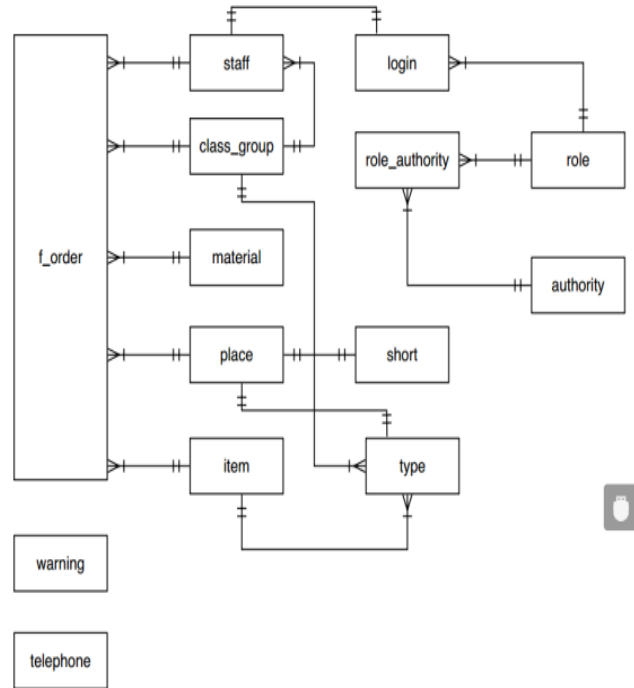 staff
login
class_group
role_authority
role
f_order
material
authority
place
short
item
type
warning
telephone